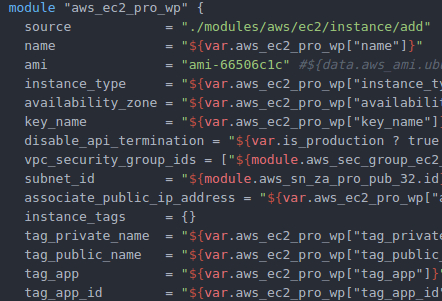 module "aws_ec2_pro_wp" {
source = "./modules/aws/ec2/instance/add"
name = "${var.aws_ec2_pro_wp["name"]}"
ami = "ami-66506c1c" #${data.aws_ami.ub
instance_type = "${var.aws_ec2_pro_wp["instance_ty
availability_zone = "${var.aws_ec2_pro_wp["availabili
key_name = "${var.aws_ec2_pro_wp["key_name"]
disable_api_termination = "${var.is_production ? true
vpc_security_group_ids = ["${module.aws_sec_group_ec2_
subnet_id = "${module.aws_sn_za_pro_pub_32.id}
associate_public_ip_address = "${var.aws_ec2_pro_wp["a
instance_tags = {}
tag_private_name = "${var.aws_ec2_pro_wp["tag_private
tag_public_name = "${var.aws_ec2_pro_wp["tag_public_
tag_app = "${var.aws_ec2_pro_wp["tag_app"]}"
tag_app_id = "${var.aws_ec2_pro_wp["tag_app_id"